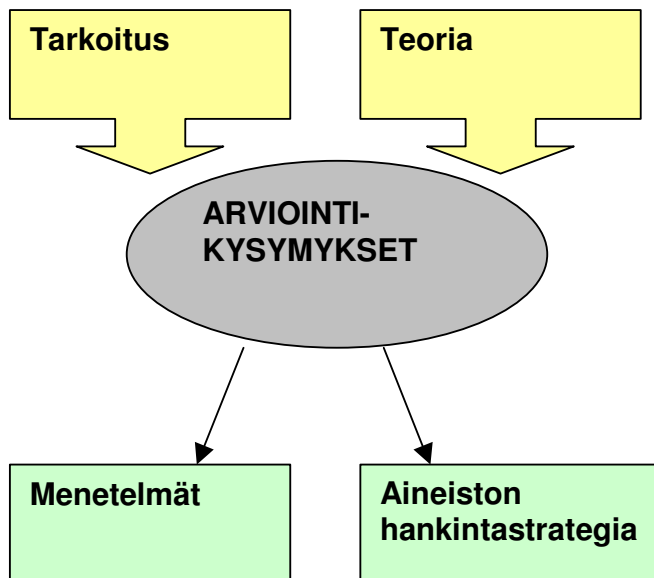 Tarkoitus
Teoria
ARVIOINTI-
KYSYMYKSET
Menetelmät
Aineiston
hankintastrategia